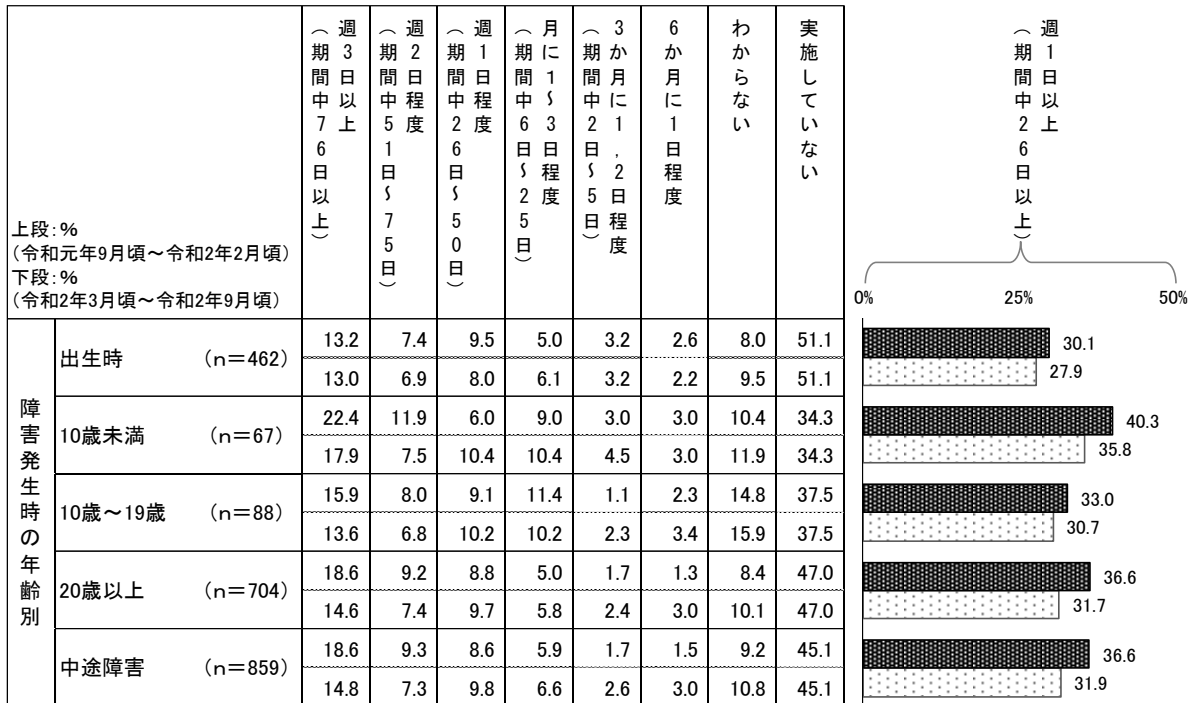 週3日以上
（期間中76日以上）
週2日程度
（期間中51日～75日）
週1日程度
（期間中26日～50日）
月に1～3日程度
（期間中6日～25日）
3か月に1，2日程度
（期間中2日～5日）
6か月に1日程度
わからない
実施していない
週1日以上
（期間中26日以上）
上段：%
（令和元年9月頃～令和2年2月頃）
下段：%
（令和2年3月頃～令和2年9月頃）
0% 25% 50%
障害発生時の年齢別
出生時 （n=462）
13.2 7.4 9.5 5.0 3.2 2.6 8.0 51.1 30.1
13.0 6.9 8.0 6.1 3.2 2.2 9.5 51.1 27.9
10歳未満 （n=67）
22.4 11.9 6.0 9.0 3.0 3.0 10.4 34.3 40.3
17.9 7.5 10.4 10.4 4.5 3.0 11.9 34.3 35.8
10歳～19歳 （n=88）
15.9 8.0 9.1 11.4 1.1 2.3 14.8 37.5 33.0
13.6 6.8 10.2 10.2 2.3 3.4 15.9 37.5 30.7
20歳以上 （n=704）
18.6 9.2 8.8 5.0 1.7 1.3 8.4 47.0 36.6
14.6 7.4 9.7 5.8 2.4 3.0 10.1 47.0 31.7
中途障害 （n=859）
18.6 9.3 8.6 5.9 1.7 1.5 9.2 45.1 36.6
14.8 7.3 9.8 6.6 2.6 3.0 10.8 45.1 31.9